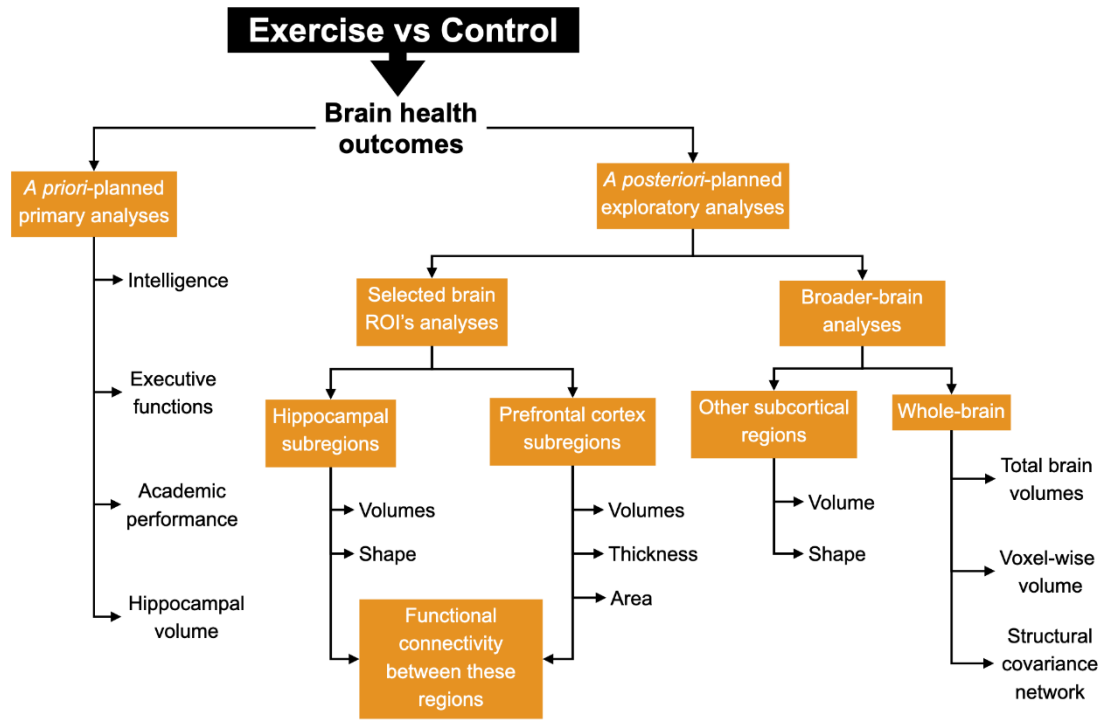 Exercise vs Control
Brain health
outcomes
A priori-planned
primary analyses
Intelligence
Executive
functions
Academic
performance
Hippocampal
volume
A posteriori-planned
exploratory analyses
Selected brain
ROI's analyses
Hippocampal
subregions
Volumes
Shape
Prefrontal cortex
subregions
Volumes
Thickness
Area
Functional
connectivity
between these
regions
Broader-brain
analyses
Other subcortical
regions
Volume
Shape
Whole-brain
Total brain
volumes
Voxel-wise
volume
Structural
covariance
network